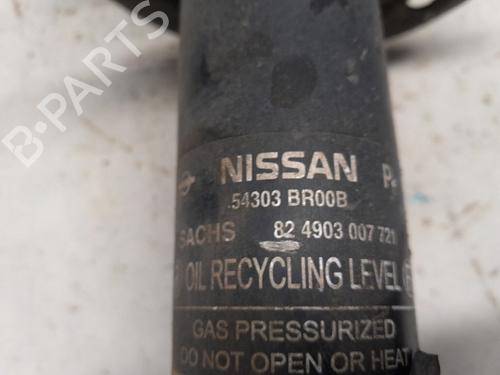 B-PARTS
NISSAN P-
54303 BR00B
SACHS 82 4903 007 721
OIL RECYCLING LEVEL
GAS PRESSURIZED
DO NOT OPEN OR HEAT